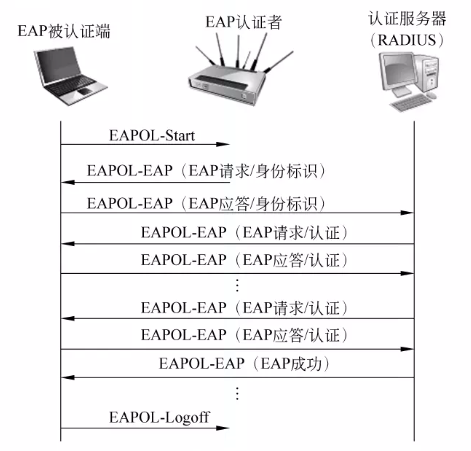 EAP被认证端
EAP认证者
认证服务器
（RADIUS）
EAPOL-Start
EAPOL-EAP（EAP请求/身份标识）
EAPOL-EAP（EAP应答/身份标识）
EAPOL-EAP（EAP请求/认证）
EAPOL-EAP（EAP应答/认证）
⋮
EAPOL-EAP（EAP请求/认证）
EAPOL-EAP（EAP应答/认证）
EAPOL-EAP（EAP成功）
⋮
EAPOL-Logoff